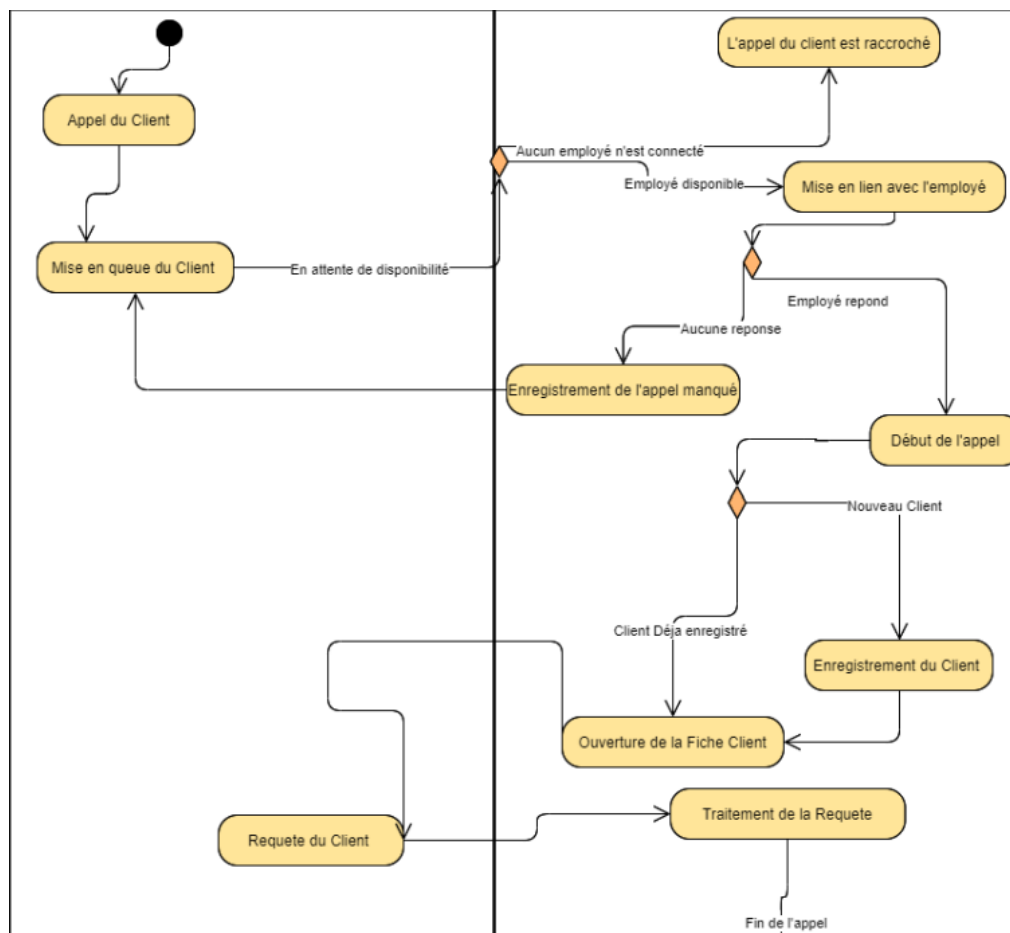 L'appel du client est raccroché
Appel du Client
Aucun employé n'est connecté
Employé disponible
Mise en lien avec l'employé
Mise en queue du Client
En attente de disponibilité
Employé repond
Aucune reponse
Enregistrement de l'appel manqué
Début de l'appel
Nouveau Client
Client Déja enregistré
Enregistrement du Client
Ouverture de la Fiche Client
Traitement de la Requete
Requete du Client
Fin de l'appel